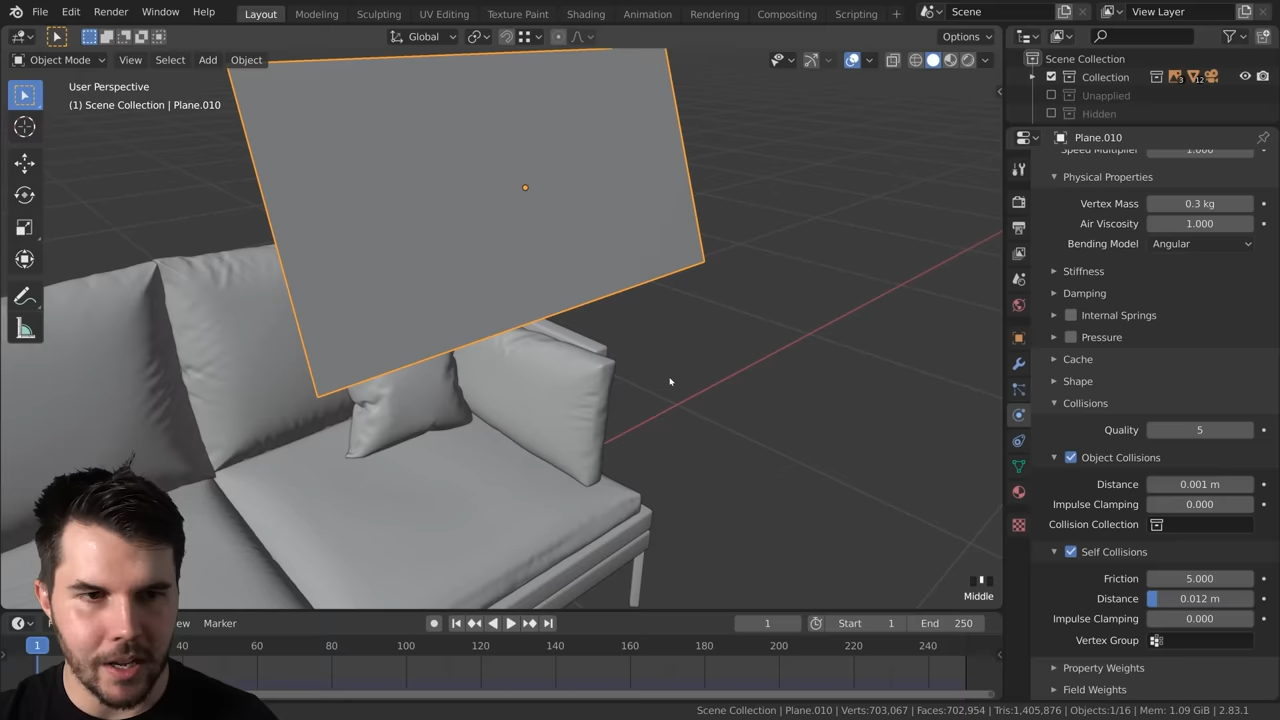 File Edit Render Window Help Layout Modeling Sculpting UV Editing Texture Paint Shading Animation Rendering Compositing Scripting + Scene View Layer
Global Options
Object Mode View Select Add Object
User Perspective
(1) Scene Collection | Plane.010
Scene Collection
Collection 3 12
Unapplied
Hidden
Plane.010
Speed Multiplier 1.000
Physical Properties
Vertex Mass 0.3 kg
Air Viscosity 1.000
Bending Model Angular
Stiffness
Damping
Internal Springs
Pressure
Cache
Shape
Collisions
Quality 5
Object Collisions
Distance 0.001 m
Impulse Clamping 0.000
Collision Collection
Self Collisions
Friction 5.000
Distance 0.012 m
Impulse Clamping 0.000
Vertex Group
Property Weights
Field Weights
Middle
Marker 1 Start 1 End 250
1 40 60 80 100 120 140 160 180 200 220 240
Scene Collection | Plane.010 | Verts:703,067 | Faces:702,954 | Tris:1,405,876 | Objects:1/16 | Mem: 1.09 GiB | 2.83.1